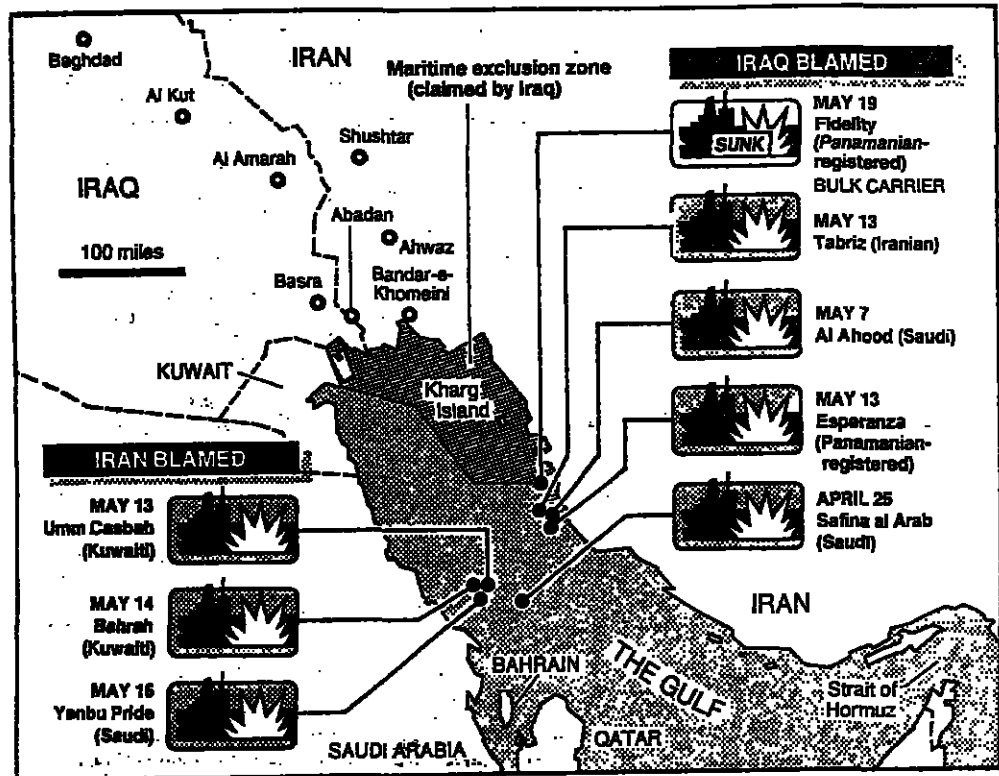 Baghdad
IRAN
Al Kut
Maritime exclusion zone
(claimed by Iraq)
Shushtar
Al Amarah
IRAQ
Abadan
Ahwaz
100 miles
Basra
Bandar-e-
Khomeini
KUWAIT
Kharg
Island
IRAQ BLAMED
SUNK
MAY 19
Fidelity
(Panamanian-
registered)
BULK CARRIER
MAY 13
Tabriz (Iranian)
MAY 7
Al Ahood (Saudi)
MAY 13
Esperanza
(Panamanian-
registered)
APRIL 25
Safina al Arab
(Saudi)
IRAN BLAMED
MAY 13
Umm Casbah
(Kuwaiti)
MAY 14
Bahrah
(Kuwaiti)
MAY 16
Yanbu Pride
(Saudi)
IRAN
BAHRAIN
THE GULF
Strait of
Hormuz
QATAR
SAUDI ARABIA